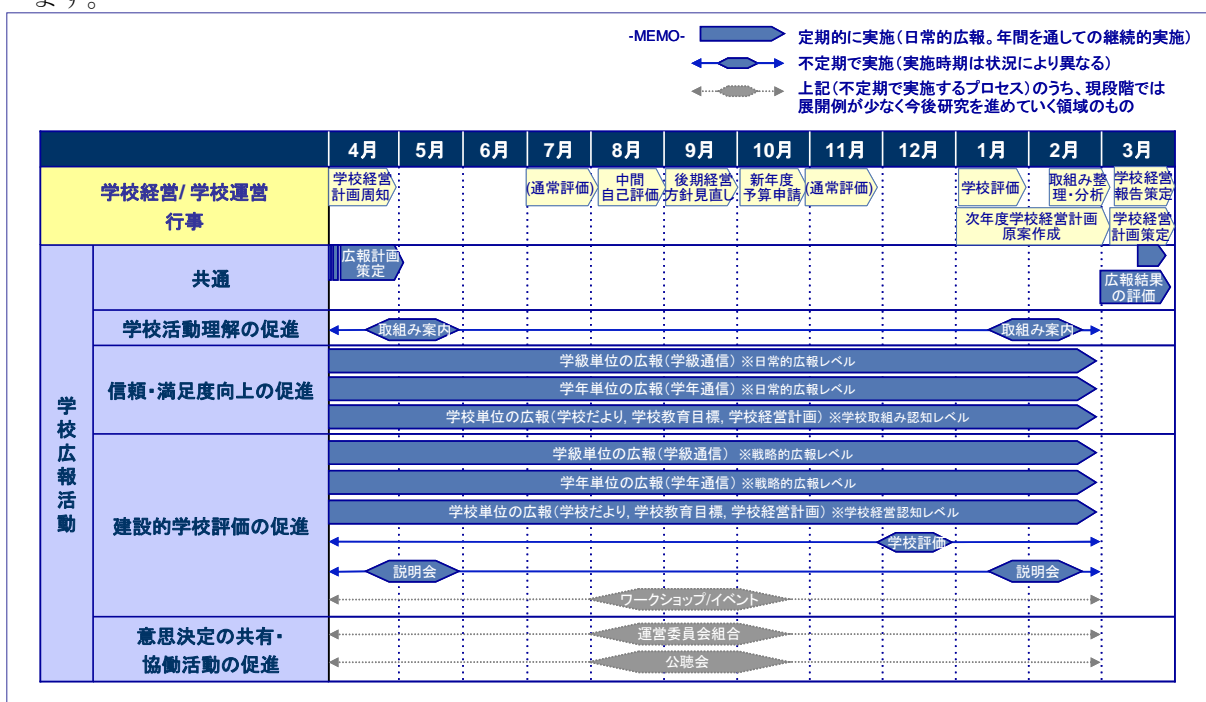 ます。
-MEMO-
定期的に実施(日常的広報。年間を通しての継続的実施)
不定期で実施(実施時期は状況により異なる)
上記(不定期で実施するプロセス)のうち、現段階では
展開例が少なく今後研究を進めていく領域のもの
4月 5月 6月 7月 8月 9月 10月 11月 12月 1月 2月 3月
学校経営/ 学校運営
行事
学校経営
計画周知
(通常評価)
中間
自己評価
後期経営
方針見直し
新年度
予算申請
(通常評価)
学校評価
取組み整
理・分析
学校経営
報告策定
次年度学校経営計画
原案作成
学校経営
計画策定
学校広報活動
共通
広報計画
策定
広報結果
の評価
学校活動理解の促進
取組み案内
取組み案内
信頼・満足度向上の促進
学級単位の広報(学級通信) ※日常的広報レベル
学年単位の広報(学年通信) ※日常的広報レベル
学校単位の広報(学校だより, 学校教育目標, 学校経営計画) ※学校取組み認知レベル
建設的学校評価の促進
学級単位の広報(学級通信) ※戦略的広報レベル
学年単位の広報(学年通信) ※戦略的広報レベル
学校単位の広報(学校だより, 学校教育目標, 学校経営計画) ※学校経営認知レベル
学校評価
説明会
説明会
ワークショップ/イベント
意思決定の共有・
協働活動の促進
運営委員会組合
公聴会